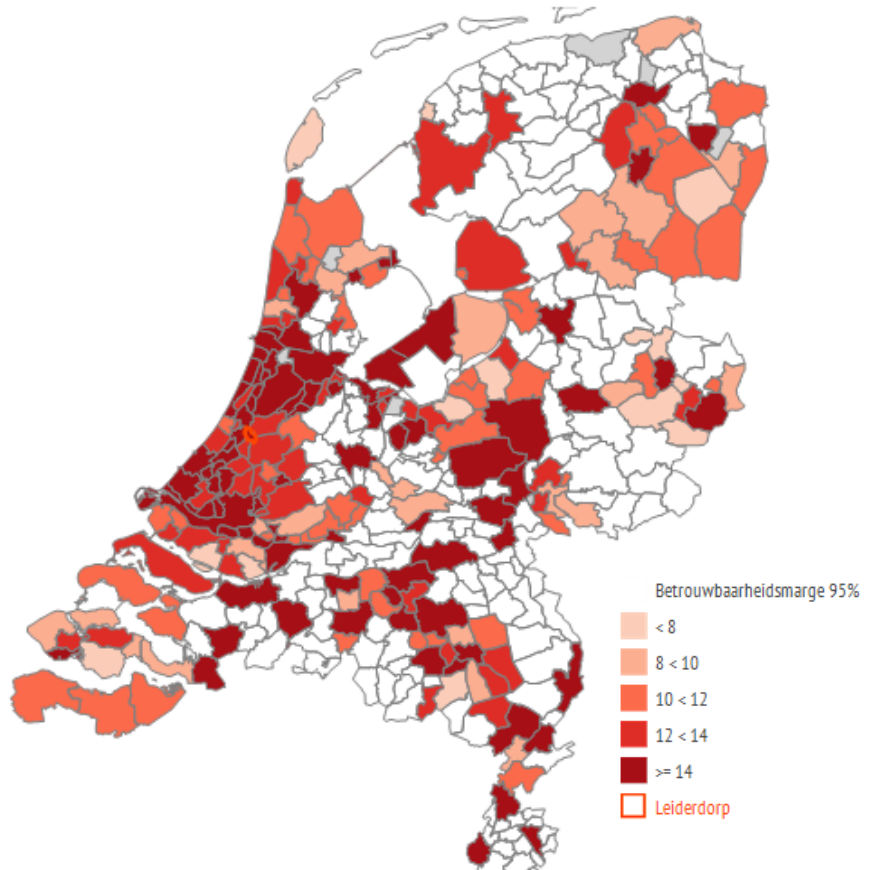 Betrouwbaarheidsmarge 95%
< 8
8 < 10
10 < 12
12 < 14
>= 14
Leiderdorp